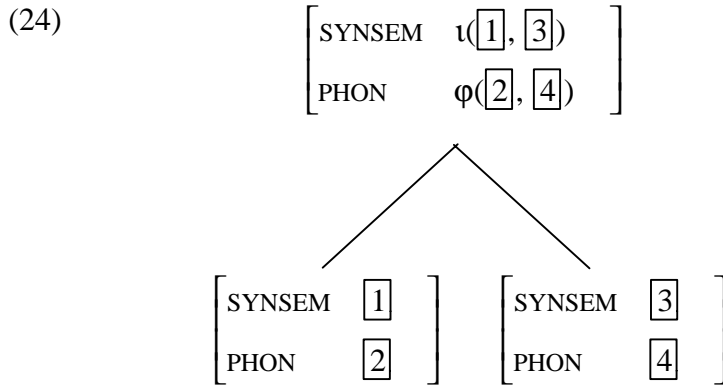 (24)
SYNSEM ι(1, 3)
PHON φ(2, 4)
SYNSEM 1 SYNSEM 3
PHON 2 PHON 4